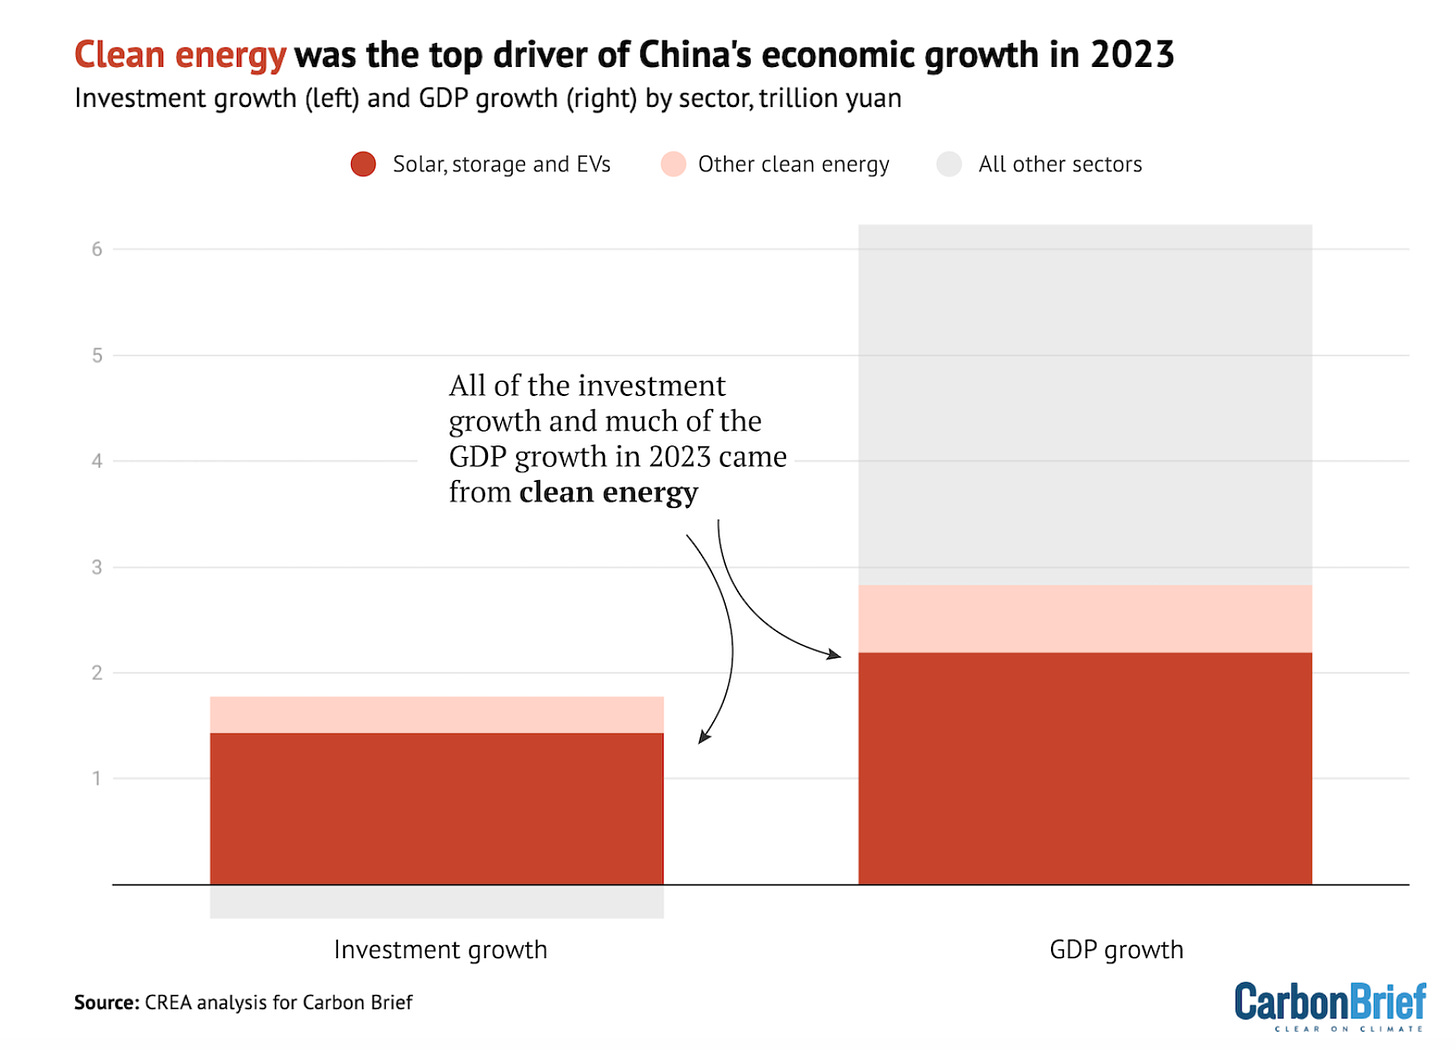 Clean energy was the top driver of China's economic growth in 2023
Investment growth (left) and GDP growth (right) by sector, trillion yuan
Solar, storage and EVs
Other clean energy
All other sectors
6
5
4
3
2
1
All of the investment
growth and much of the
GDP growth in 2023 came
from clean energy
Investment growth
GDP growth
Source: CREA analysis for Carbon Brief
CarbonBrief
CLEAR ON CLIMATE